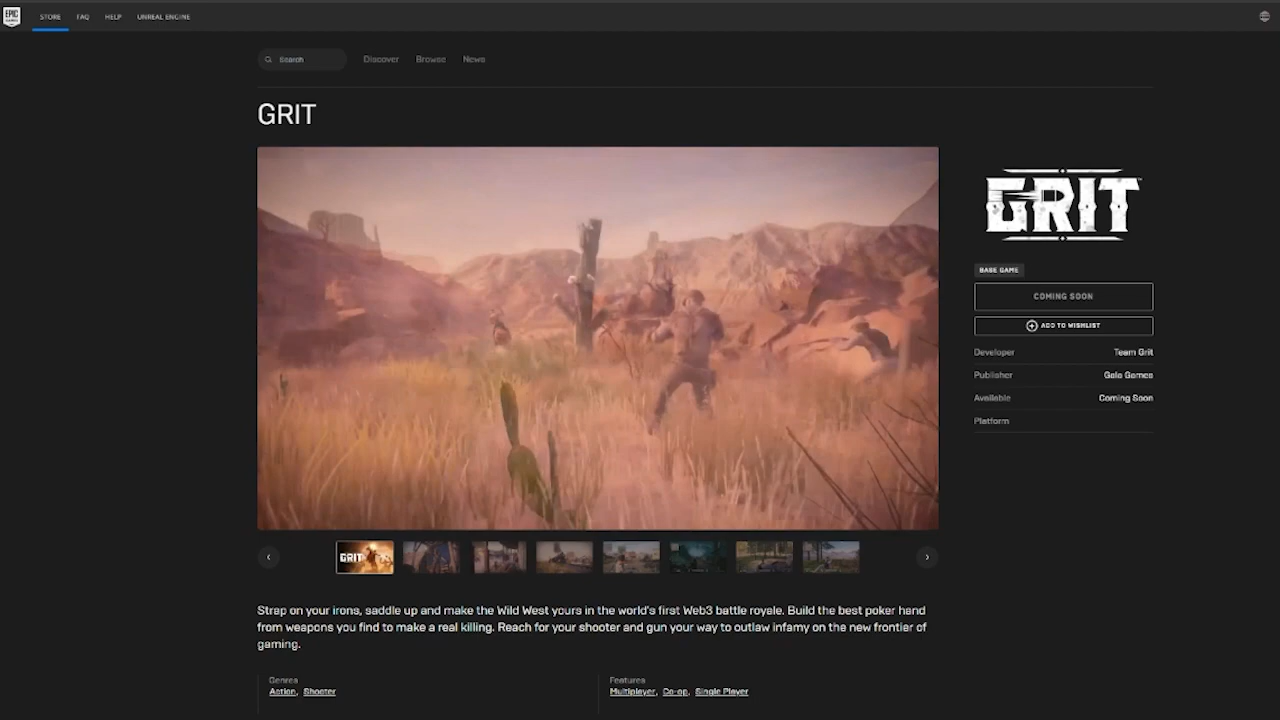 EPIC GAMES
STORE FAQ HELP UNREAL ENGINE
Search Discover Browse News
GRIT
GRIT
BASE GAME
COMING SOON
ADD TO WISHLIST
Developer Team Grit
Publisher Gala Games
Available Coming Soon
Platform
GRIT
Strap on your irons, saddle up and make the Wild West yours in the world's first Web3 battle royale. Build the best poker hand
from weapons you find to make a real killing. Reach for your shooter and gun your way to outlaw infamy on the new frontier of
gaming.
Genres
Action, Shooter
Features
Multiplayer, Co-op, Single Player